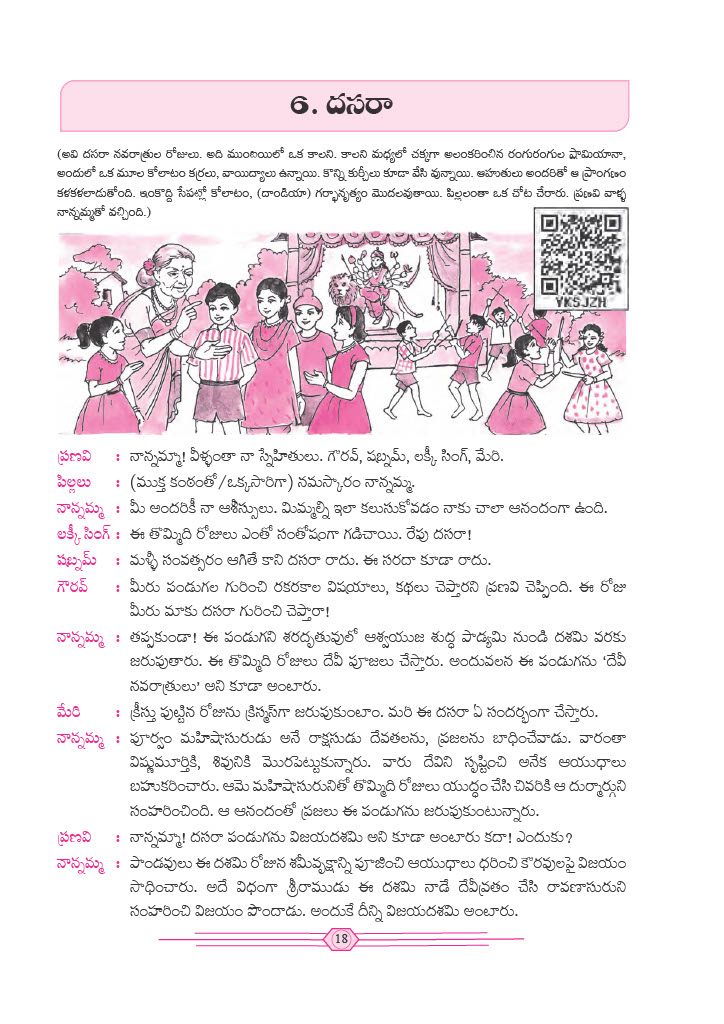 6. దసరా
(అవి దసరా నవరాత్రుల రోజులు. అది ముంబయిలో ఒక కాలని. కాలని మధ్యలో చక్కగా అలంకరించిన రంగురంగుల షామియానా,
అందులో ఒక మూల కోలాటం కర్రలు, వాయిద్యాలు ఉన్నాయి. కొన్ని కుర్చీలు కూడా వేసి వున్నాయి. ఆహుతులు అందరితో ఆ ప్రాంగణం
కళకళలాడుతోంది. ఇంకొద్ది సేపట్లో కోలాటం, (దాండియా) గర్భానృత్యం మొదలవుతాయి. పిల్లలంతా ఒక చోట చేరారు. ప్రణవి వాళ్ళ
నాన్నమ్మతో వచ్చింది.)
YK5JZH
ప్రణవి : నాన్నమ్మా! వీళ్ళంతా నా స్నేహితులు. గౌరవ్, షబ్నమ్, లక్కీ సింగ్, మేరి.
పిల్లలు : (ముక్త కంఠంతో/ఒక్కసారిగా) నమస్కారం నాన్నమ్మ.
నాన్నమ్మ : మీ అందరికీ నా ఆశీస్సులు. మిమ్మల్ని ఇలా కలుసుకోవడం నాకు చాలా ఆనందంగా ఉంది.
లక్కీసింగ్ : ఈ తొమ్మిది రోజులు ఎంతో సంతోషంగా గడిచాయి. రేపు దసరా!
షబ్నమ్ : మళ్ళీ సంవత్సరం ఆగితే కాని దసరా రాదు. ఈ సరదా కూడా రాదు.
గౌరవ్ : మీరు పండుగల గురించి రకరకాల విషయాలు, కథలు చెప్తారని ప్రణవి చెప్పింది. ఈ రోజు
మీరు మాకు దసరా గురించి చెప్తారా!
నాన్నమ్మ : తప్పకుండా! ఈ పండుగని శరదృతువులో ఆశ్వయుజ శుద్ధ పాడ్యమి నుండి దశమి వరకు
జరుపుతారు. ఈ తొమ్మిది రోజులు దేవీ పూజలు చేస్తారు. అందువలన ఈ పండుగను ‘దేవీ
నవరాత్రులు’ అని కూడా అంటారు.
మేరి : క్రీస్తు పుట్టిన రోజును క్రిస్మస్‌గా జరుపుకుంటాం. మరి ఈ దసరా ఏ సందర్భంగా చేస్తారు.
నాన్నమ్మ : పూర్వం మహిషాసురుడు అనే రాక్షసుడు దేవతలను, ప్రజలను బాధించేవాడు. వారంతా
విష్ణుమూర్తికి, శివునికి మొరపెట్టుకున్నారు. వారు దేవిని సృష్టించి అనేక ఆయుధాలు
బహుకరించారు. ఆమె మహిషాసురునితో తొమ్మిది రోజులు యుద్ధం చేసి చివరికి ఆ దుర్మార్గుని
సంహరించింది. ఆ ఆనందంతో ప్రజలు ఈ పండుగను జరుపుకుంటున్నారు.
ప్రణవి : నాన్నమ్మా! దసరా పండుగను విజయదశమి అని కూడా అంటారు కదా! ఎందుకు?
నాన్నమ్మ : పాండవులు ఈ దశమి రోజున శమీవృక్షాన్ని పూజించి ఆయుధాలు ధరించి కౌరవులపై విజయం
సాధించారు. అదే విధంగా శ్రీరాముడు ఈ దశమి నాడే దేవీవ్రతం చేసి రావణాసురుని
సంహరించి విజయం పొందాడు. అందుకే దీన్ని విజయదశమి అంటారు.
18